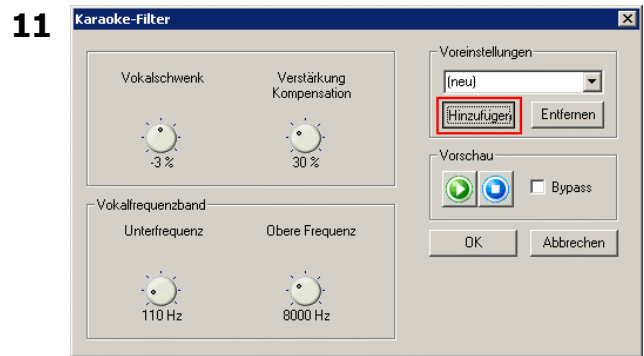 11
Karaoke-Filter
Vokalschwenk
Verstärkung
Kompensation
-3 %
30 %
Vokalfrequenzband
Unterfrequenz
Obere Frequenz
110 Hz
8000 Hz
Voreinstellungen
(neu)
Hinzufügen
Entfernen
Vorschau
Bypass
OK
Abbrechen